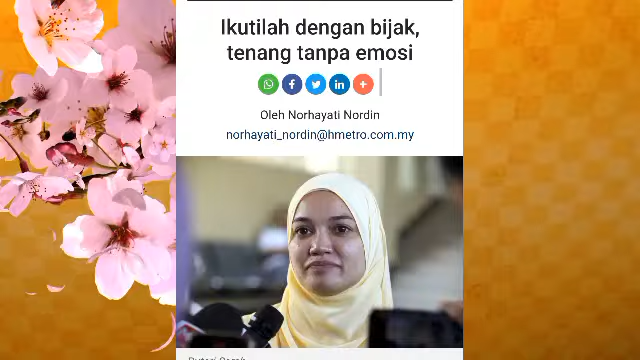 Ikutilah dengan bijak,
tenang tanpa emosi
Oleh Norhayati Nordin
norhayati_nordin@hmetro.com.my